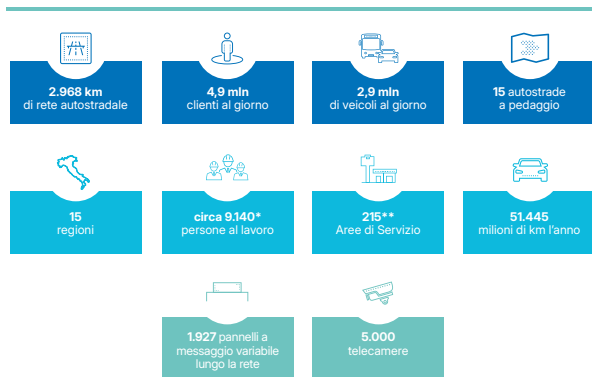 2.968 km
di rete autostradale
4,9 mln
clienti al giorno
2,9 mln
di veicoli al giorno
15 autostrade
a pedaggio
15
regioni
circa 9.140*
persone al lavoro
215**
Aree di Servizio
51.445
milioni di km l’anno
1.927 pannelli a
messaggio variabile
lungo la rete
5.000
telecamere